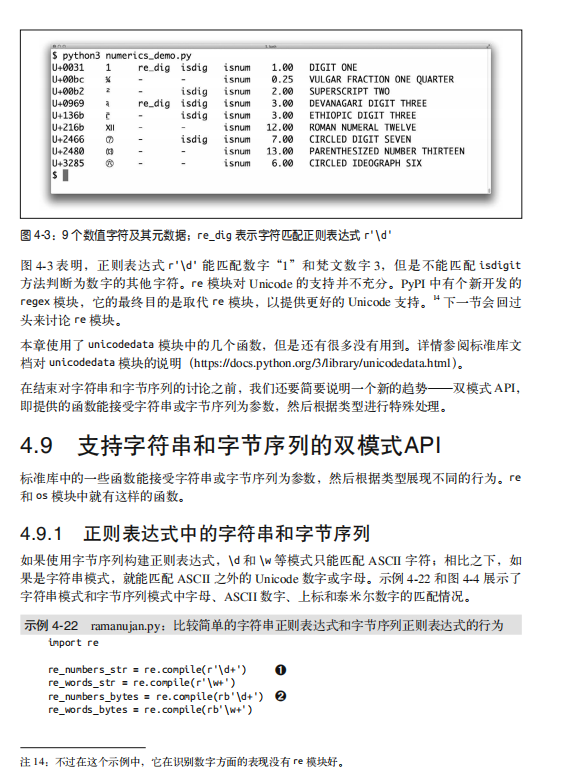 $ python3 numerics_demo.py
U+0031 1 re_dig isdig isnum 1.00 DIGIT ONE
U+00bc ¼ - - isnum 0.25 VULGAR FRACTION ONE QUARTER
U+00b2 ² - isdig isnum 2.00 SUPERSCRIPT TWO
U+0969 ३ re_dig isdig isnum 3.00 DEVANAGARI DIGIT THREE
U+136b ፫ - isdig isnum 3.00 ETHIOPIC DIGIT THREE
U+216b Ⅻ - - isnum 12.00 ROMAN NUMERAL TWELVE
U+2466 ⑦ - isdig isnum 7.00 CIRCLED DIGIT SEVEN
U+2480 ⒀ - - isnum 13.00 PARENTHESIZED NUMBER THIRTEEN
U+3285 ㊅ - - isnum 6.00 CIRCLED IDEOGRAPH SIX
$
图 4-3：9 个数值字符及其元数据；re_dig 表示字符匹配正则表达式 r'\d'
图 4-3 表明，正则表达式 r'\d' 能匹配数字“1”和梵文数字 3，但是不能匹配 isdigit
方法判断为数字的其他字符。re 模块对 Unicode 的支持并不充分。PyPI 中有个新开发的
regex 模块，它的最终目的是取代 re 模块，以提供更好的 Unicode 支持。14 下一节会回过
头来讨论 re 模块。
本章使用了 unicodedata 模块中的几个函数，但是还有很多没有用到。详情参阅标准库文
档对 unicodedata 模块的说明（https://docs.python.org/3/library/unicodedata.html）。
在结束对字符串和字节序列的讨论之前，我们还要简要说明一个新的趋势——双模式 API，
即提供的函数能接受字符串或字节序列为参数，然后根据类型进行特殊处理。
4.9 支持字符串和字节序列的双模式API
标准库中的一些函数能接受字符串或字节序列为参数，然后根据类型展现不同的行为。re
和 os 模块中就有这样的函数。
4.9.1 正则表达式中的字符串和字节序列
如果使用字节序列构建正则表达式，\d 和 \w 等模式只能匹配 ASCII 字符；相比之下，如
果是字符串模式，就能匹配 ASCII 之外的 Unicode 数字或字母。示例 4-22 和图 4-4 展示了
字符串模式和字节序列模式中字母、ASCII 数字、上标和泰米尔数字的匹配情况。
示例 4-22 ramanujan.py：比较简单的字符串正则表达式和字节序列正则表达式的行为
import re
re_numbers_str = re.compile(r'\d+') ❶
re_words_str = re.compile(r'\w+')
re_numbers_bytes = re.compile(rb'\d+') ❷
re_words_bytes = re.compile(rb'\w+')
注 14：不过在这个示例中，它在识别数字方面的表现没有 re 模块好。